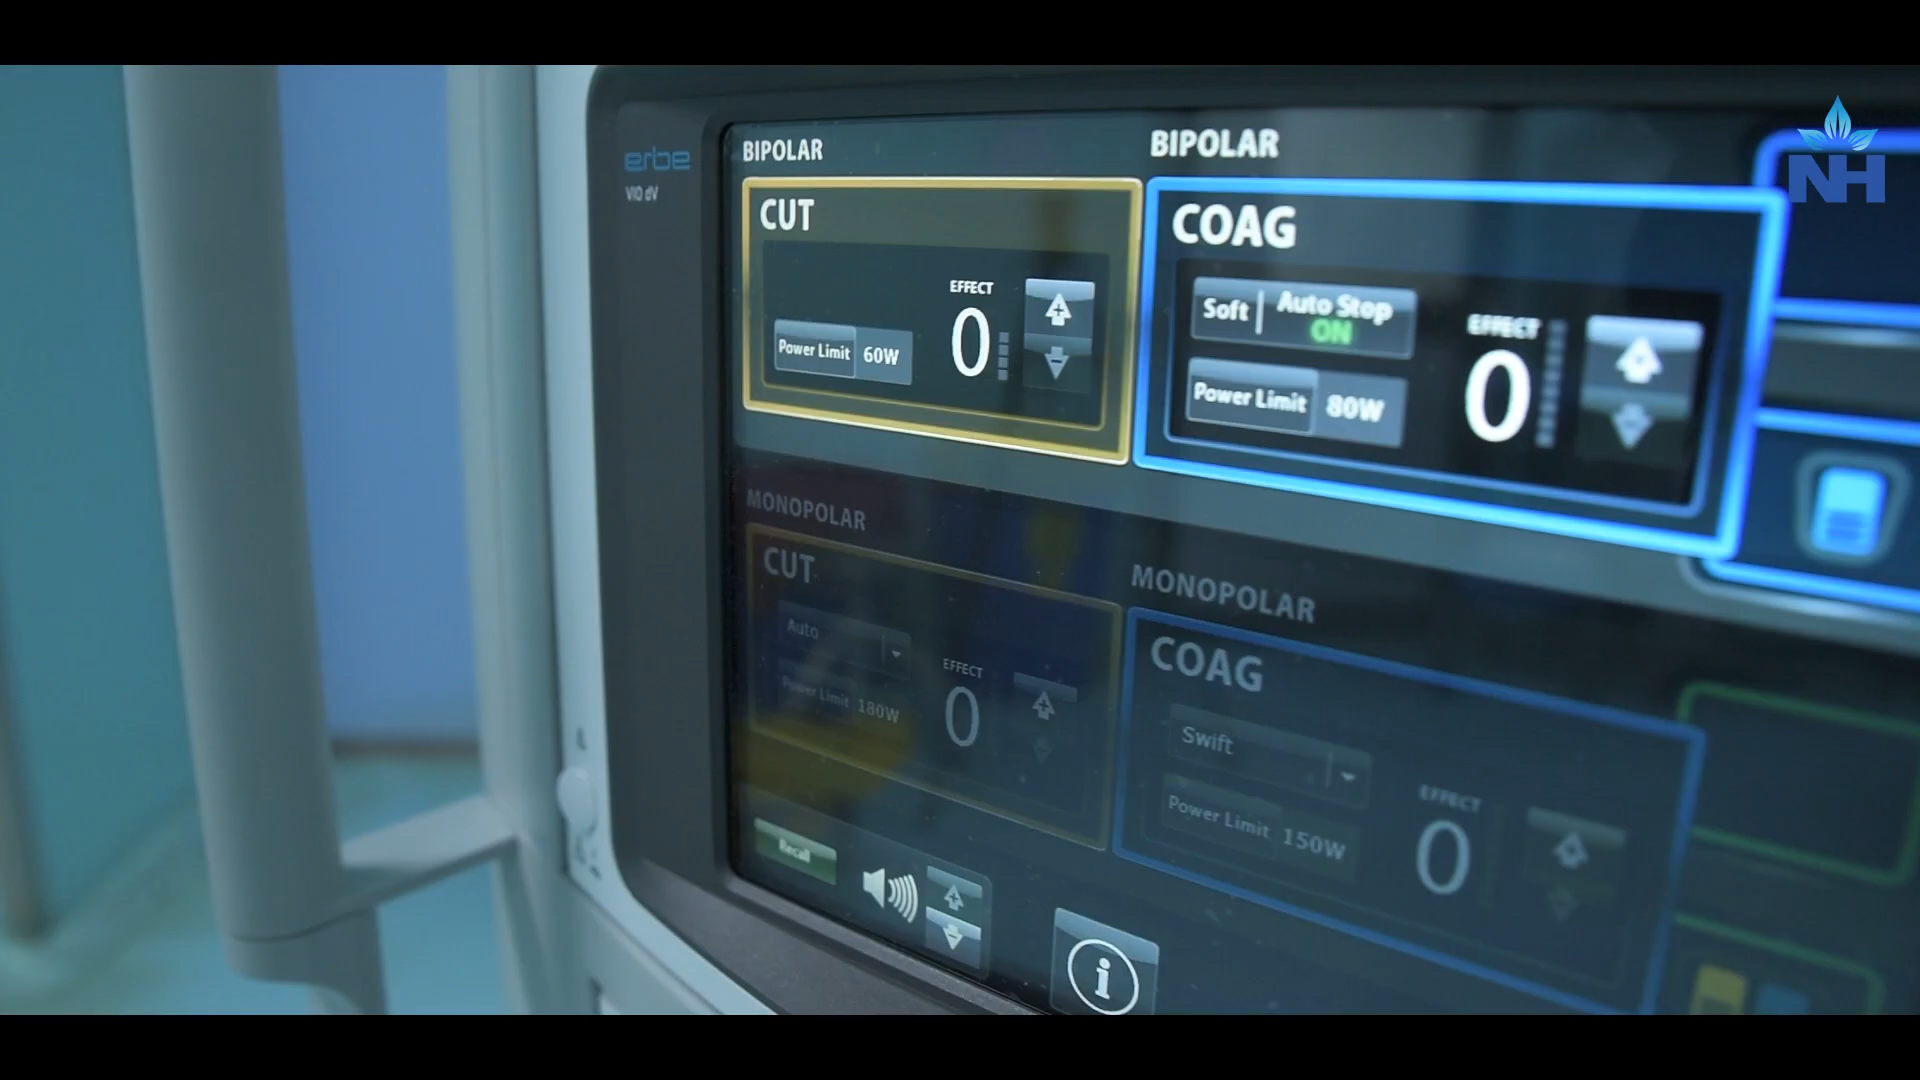 erbe
VIO dV
BIPOLAR
CUT
EFFECT
Power Limit 60W
0
BIPOLAR
COAG
Soft Auto Stop
ON
EFFECT
Power Limit 80W
0
MONOPOLAR
CUT
Auto
EFFECT
Power Limit 180W
0
MONOPOLAR
COAG
Swift
EFFECT
Power Limit 150W
0
Recall
i
NH